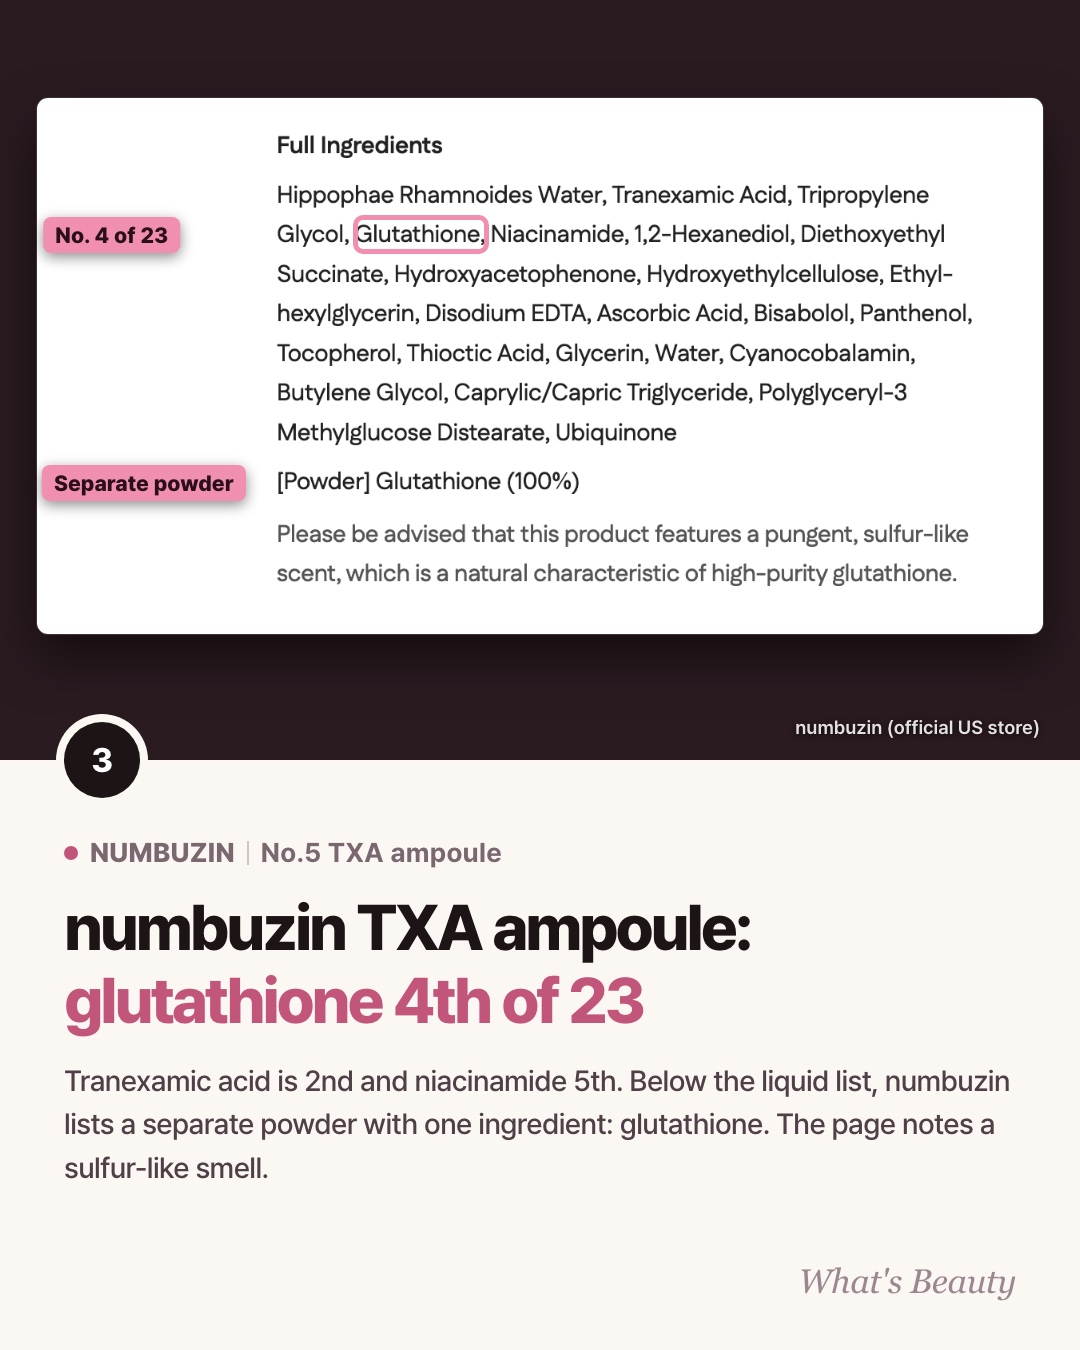 Full Ingredients
Hippophae Rhamnoides Water, Tranexamic Acid, Tripropylene
No. 4 of 23
Glycol, Glutathione, Niacinamide, 1,2-Hexanediol, Diethoxyethyl
Succinate, Hydroxyacetophenone, Hydroxyethylcellulose, Ethyl-
hexylglycerin, Disodium EDTA, Ascorbic Acid, Bisabolol, Panthenol,
Tocopherol, Thioctic Acid, Glycerin, Water, Cyanocobalamin,
Butylene Glycol, Caprylic/Capric Triglyceride, Polyglyceryl-3
Methylglucose Distearate, Ubiquinone
Separate powder
[Powder] Glutathione (100%)
Please be advised that this product features a pungent, sulfur-like
scent, which is a natural characteristic of high-purity glutathione.
numbuzin (official US store)
3
NUMBUZIN | No.5 TXA ampoule
numbuzin TXA ampoule:
glutathione 4th of 23
Tranexamic acid is 2nd and niacinamide 5th. Below the liquid list, numbuzin
lists a separate powder with one ingredient: glutathione. The page notes a
sulfur-like smell.
What's Beauty